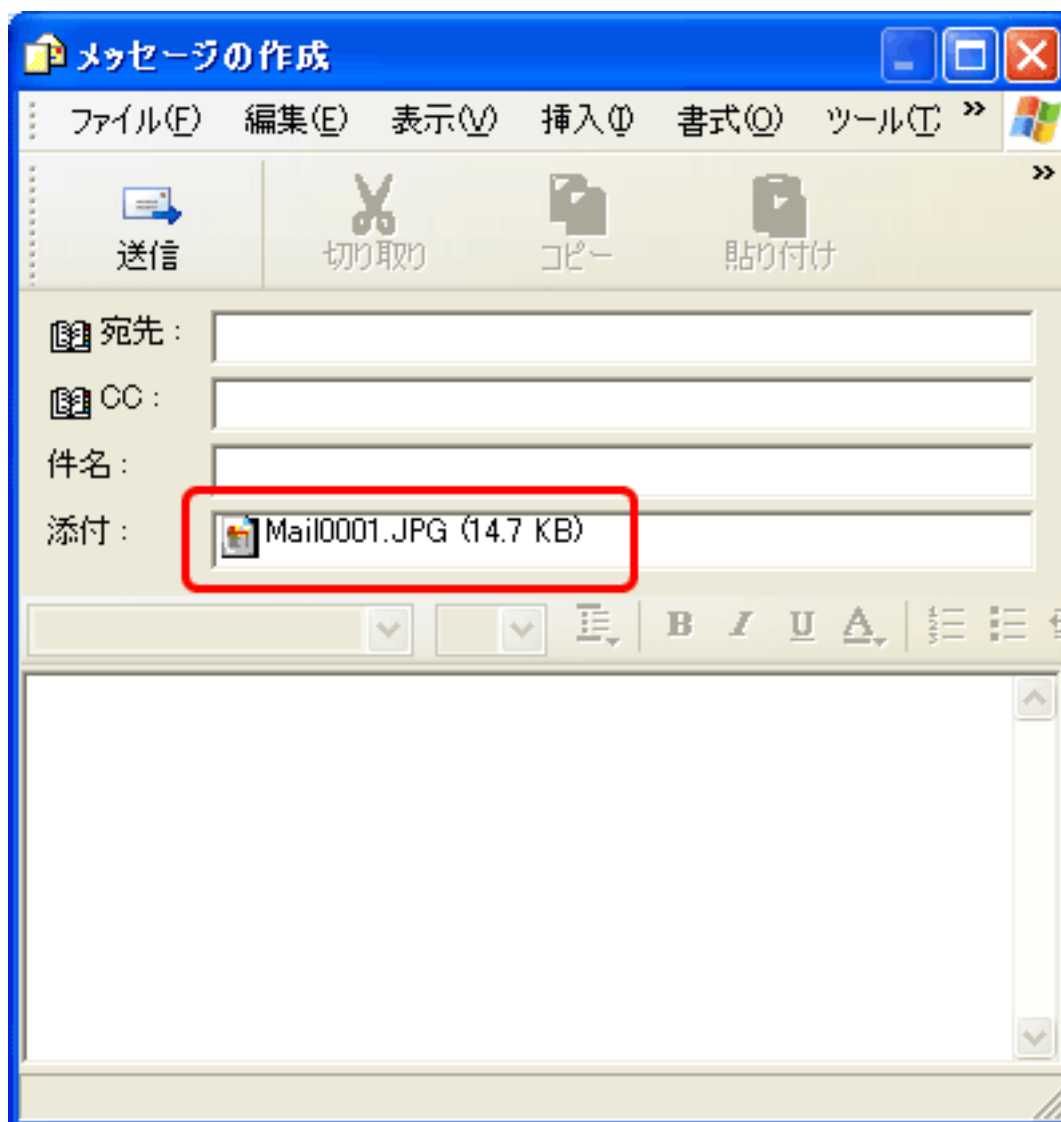 メッセージの作成
ファイル(F) 編集(E) 表示(V) 挿入(I) 書式(O) ツール(T) »
»
送信 切り取り コピー 貼り付け
宛先:
CC:
件名:
添付: Mail0001.JPG (14.7 KB)
B I U A